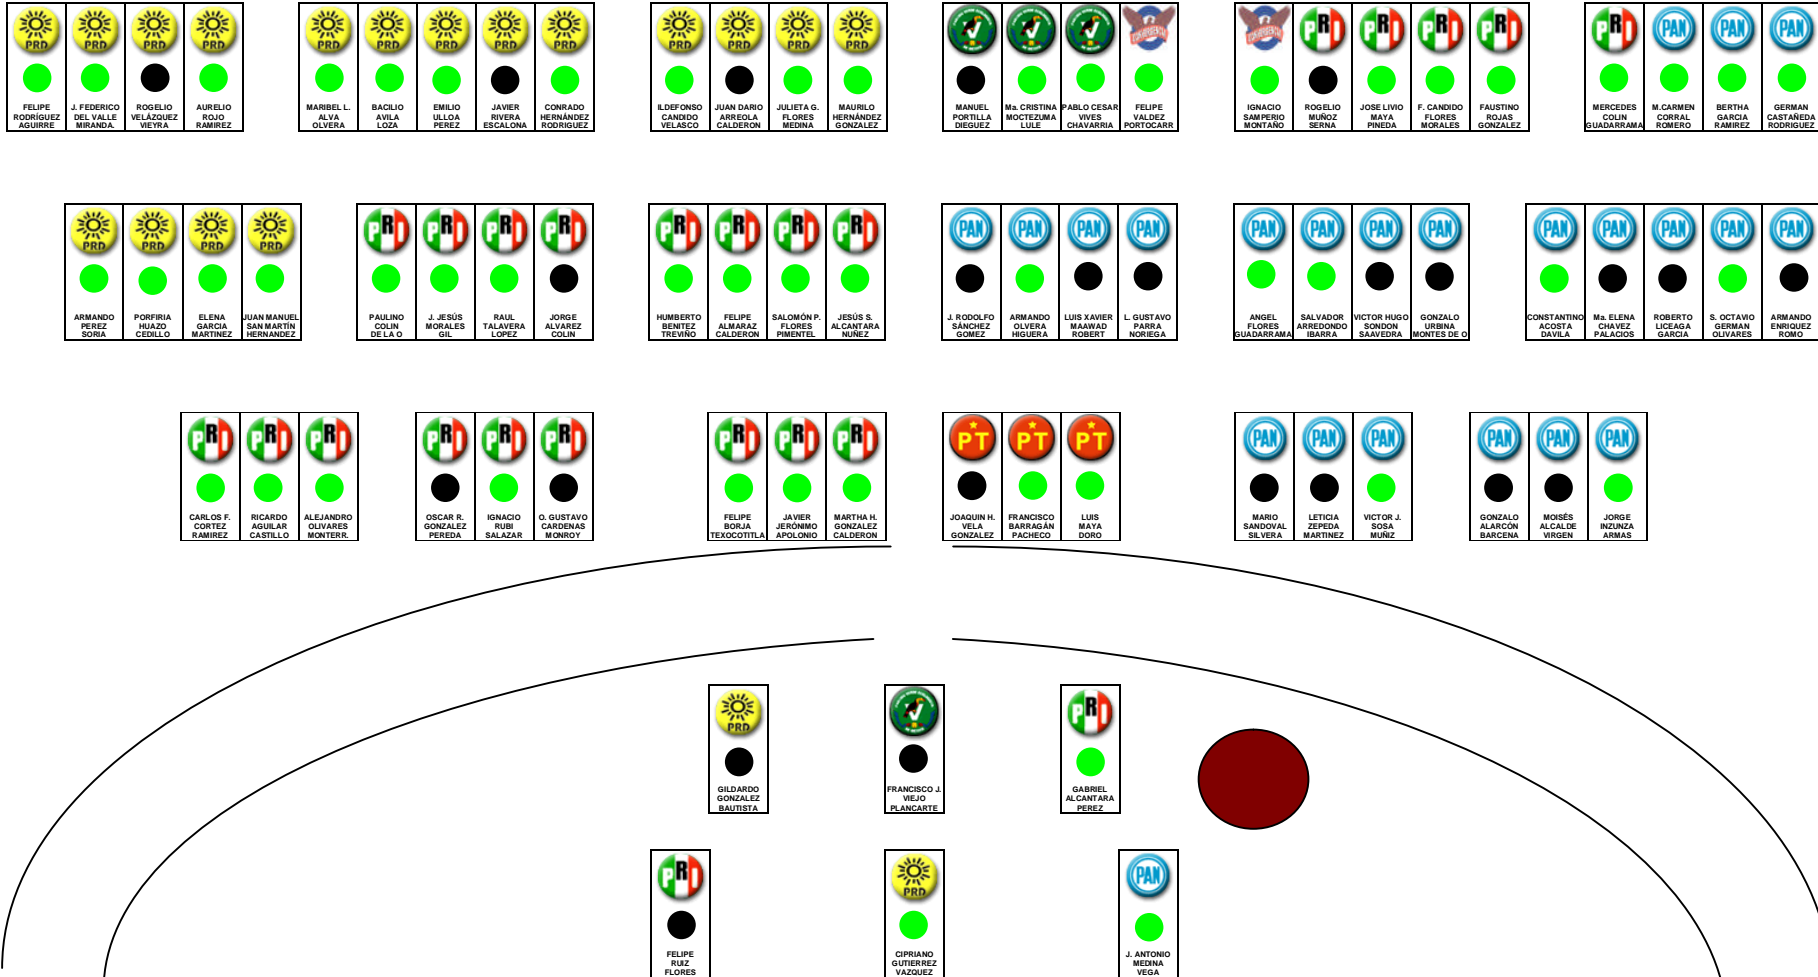 PRD PRD PRD PRD
FELIPE RODRÍGUEZ AGUIRRE
J. FEDERICO DEL VALLE MIRANDA.
ROGELIO VELÁZQUEZ VIEYRA
AURELIO ROJO RAMIREZ
PRD PRD PRD PRD PRD
MARIBEL L. ALVA OLVERA
BACILIO AVILA LOZA
EMILIO ULLOA PEREZ
JAVIER RIVERA ESCALONA
CONRADO HERNÁNDEZ RODRIGUEZ
PRD PRD PRD PRD
ILDEFONSO CANDIDO VELASCO
JUAN DARIO ARREOLA CALDERON
JULIETA G. FLORES MEDINA
MAURILO HERNÁNDEZ GONZALEZ
CONVERGENCIA
MANUEL PORTILLA DIEGUEZ
Ma. CRISTINA MOCTEZUMA LULE
PABLO CESAR VIVES CHAVARRIA
FELIPE VALDEZ PORTOCARR
CONVERGENCIA PRI PRI PRI PRI
IGNACIO SAMPERIO MONTAÑO
ROGELIO MUÑOZ SERNA
JOSE LIVIO MAYA PINEDA
F. CANDIDO FLORES MORALES
FAUSTINO ROJAS GONZALEZ
PRI PAN PAN PAN
MERCEDES COLIN GUADARRAMA
M.CARMEN CORRAL ROMERO
BERTHA GARCIA RAMIREZ
GERMAN CASTAÑEDA RODRIGUEZ
PRD PRD PRD PRD
ARMANDO PEREZ SORIA
PORFIRIA HUAZO CEDILLO
ELENA GARCIA MARTINEZ
JUAN MANUEL SAN MARTÍN HERNANDEZ
PRI PRI PRI PRI
PAULINO COLIN DE LA O
J. JESÚS MORALES GIL
RAUL TALAVERA LOPEZ
JORGE ALVAREZ COLIN
PRI PRI PRI PRI
HUMBERTO BENITEZ TREVIÑO
FELIPE ALMARAZ CALDERON
SALOMÓN P. FLORES PIMENTEL
JESÚS S. ALCANTARA NUÑEZ
PAN PAN PAN PAN
J. RODOLFO SÁNCHEZ GOMEZ
ARMANDO OLVERA HIGUERA
LUIS XAVIER MAAWAD ROBERT
L. GUSTAVO PARRA NORIEGA
PAN PAN PAN PAN
ANGEL FLORES GUADARRAMA
SALVADOR ARREDONDO IBARRA
VICTOR HUGO SONDON SAAVEDRA
GONZALO URBINA MONTES DE O
PAN PAN PAN PAN PAN
CONSTANTINO ACOSTA DAVILA
Ma. ELENA CHAVEZ PALACIOS
ROBERTO LICEAGA GARCIA
S. OCTAVIO GERMAN OLIVARES
ARMANDO ENRIQUEZ ROMO
PRI PRI PRI
CARLOS F. CORTEZ RAMIREZ
RICARDO AGUILAR CASTILLO
ALEJANDRO OLIVARES MONTERR.
PRI PRI PRI
OSCAR R. GONZALEZ PEREDA
IGNACIO RUBI SALAZAR
O. GUSTAVO CARDENAS MONROY
PRI PRI PRI
FELIPE BORJA TEXOCOTITLA
JAVIER JERÓNIMO APOLONIO
MARTHA H. GONZALEZ CALDERON
PT PT PT
JOAQUIN H. VELA GONZALEZ
FRANCISCO BARRAGÁN PACHECO
LUIS MAYA DORO
PAN PAN PAN
MARIO SANDOVAL SILVERA
LETICIA ZEPEDA MARTINEZ
VICTOR J. SOSA MUÑIZ
PAN PAN PAN
GONZALO ALARCÓN BARCENA
MOISÉS ALCALDE VIRGEN
JORGE INZUNZA ARMAS
PRD
GILDARDO GONZALEZ BAUTISTA
FRANCISCO J. VIEJO PLANCARTE
PRI
GABRIEL ALCANTARA PEREZ
PRI
FELIPE RUIZ FLORES
PRD
CIPRIANO GUTIERREZ VAZQUEZ
PAN
J. ANTONIO MEDINA VEGA